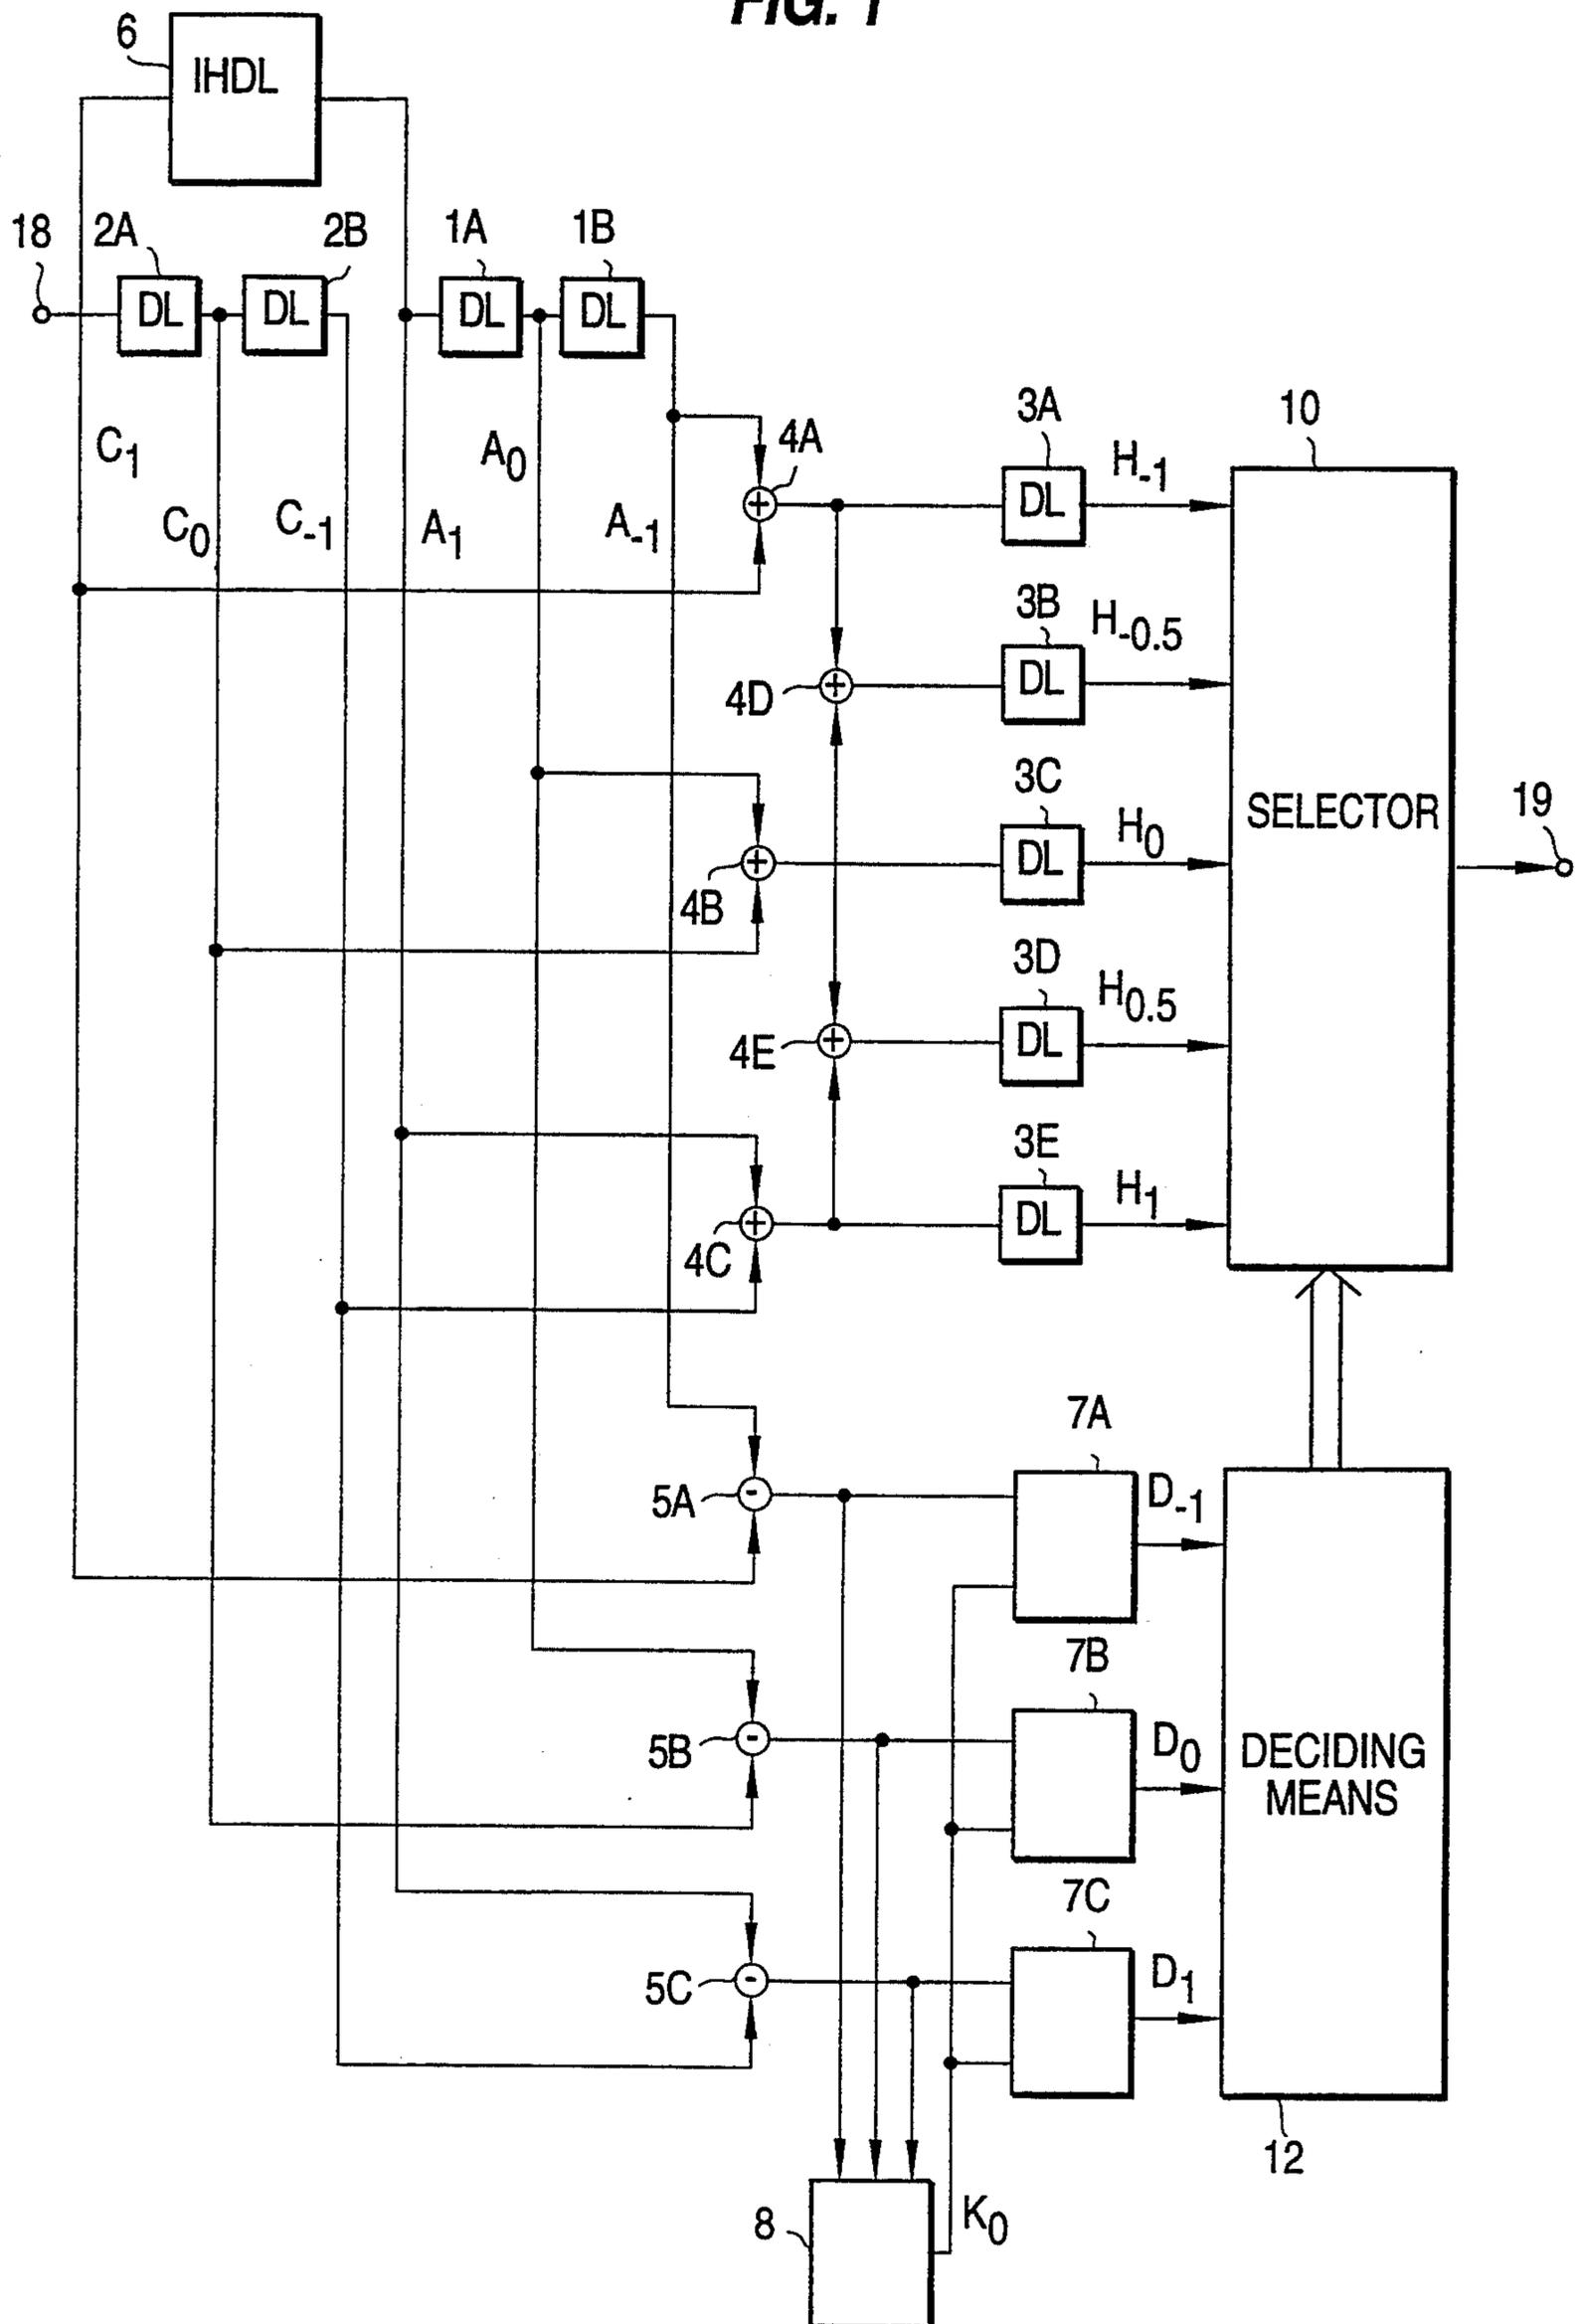 FIG. 1
6
IHDL
18
2A
2B
1A
1B
DL
DL
DL
DL
C1
C0
C-1
A1
A0
A-1
4A
3A
DL
H-1
10
4D
3B
DL
H-0.5
4B
3C
DL
H0
SELECTOR
19
4E
3D
DL
H0.5
4C
3E
DL
H1
5A
7A
D-1
5B
7B
D0
DECIDING
MEANS
5C
7C
D1
12
8
K0